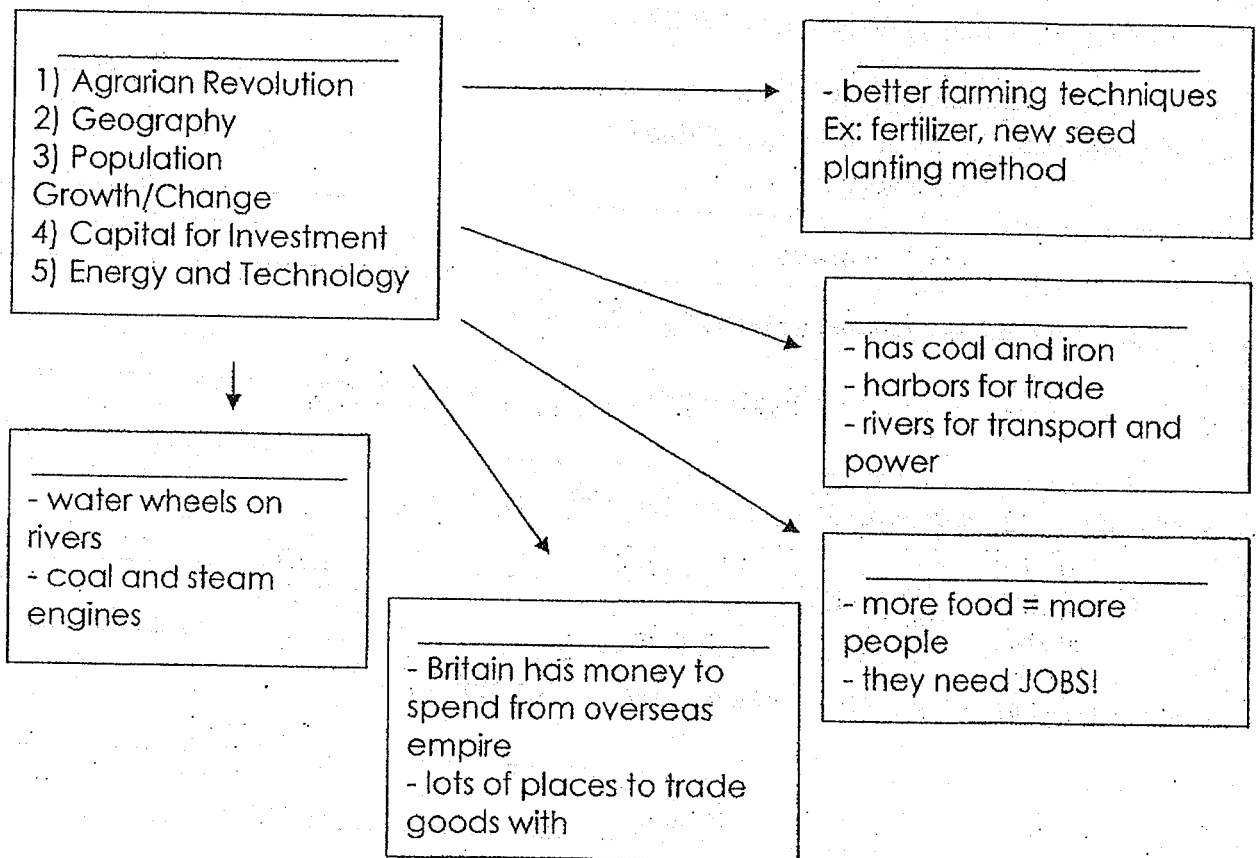 1) Agrarian Revolution
2) Geography
3) Population
Growth/Change
4) Capital for Investment
5) Energy and Technology
- better farming techniques
Ex: fertilizer, new seed
planting method
- has coal and iron
- harbors for trade
- rivers for transport and
power
- more food = more
people
- they need JOBS!
- Britain has money to
spend from overseas
empire
- lots of places to trade
goods with
- water wheels on
rivers
- coal and steam
engines